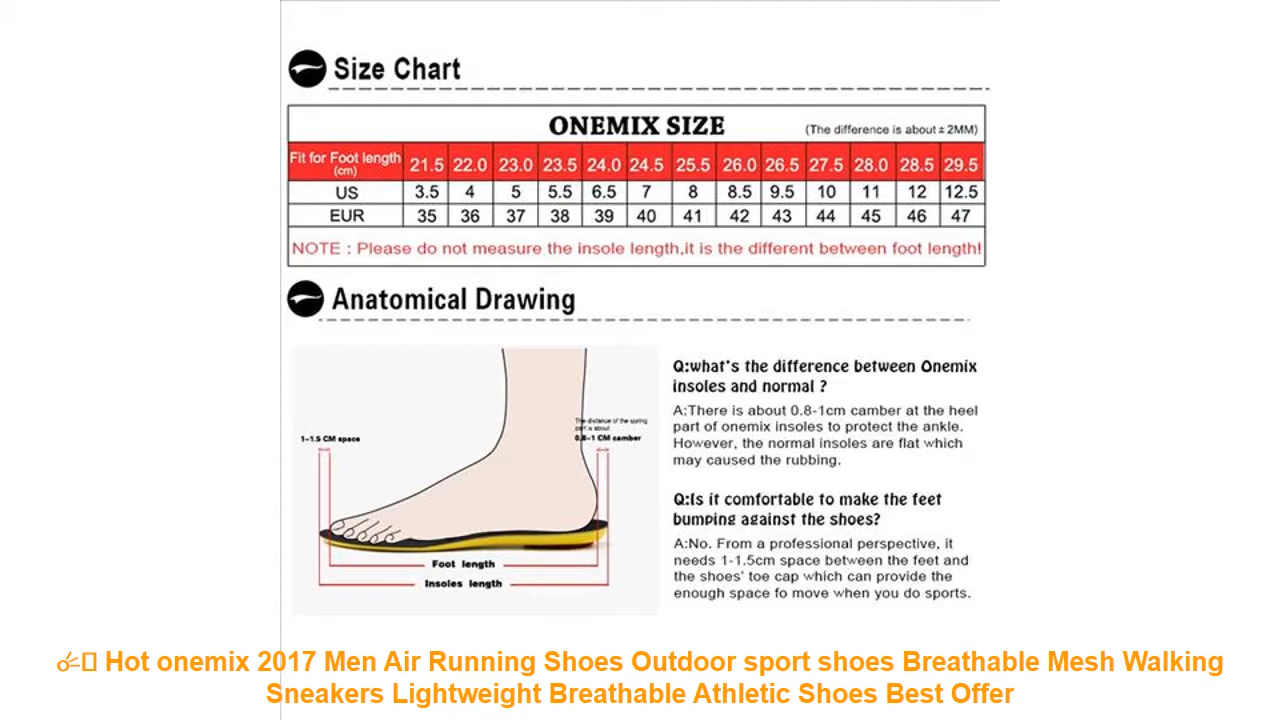 Size Chart
ONEMIX SIZE (The difference is about ± 2MM)
Fit for Foot length (cm) 21.5 22.0 23.0 23.5 24.0 24.5 25.5 26.0 26.5 27.5 28.0 28.5 29.5
US 3.5 4 5 5.5 6.5 7 8 8.5 9.5 10 11 12 12.5
EUR 35 36 37 38 39 40 41 42 43 44 45 46 47
NOTE : Please do not measure the insole length,it is the different between foot length!
Anatomical Drawing
1-1.5 CM space
The distance of the spring
part is about
0.8-1 CM camber
Foot length
Insoles length
Q:what's the difference between Onemix
insoles and normal ?
A:There is about 0.8-1cm camber at the heel
part of onemix insoles to protect the ankle.
However, the normal insoles are flat which
may caused the rubbing.
Q:Is it comfortable to make the feet
bumping against the shoes?
A:No. From a professional perspective, it
needs 1-1.5cm space between the feet and
the shoes' toe cap which can provide the
enough space fo move when you do sports.
Hot onemix 2017 Men Air Running Shoes Outdoor sport shoes Breathable Mesh Walking
Sneakers Lightweight Breathable Athletic Shoes Best Offer